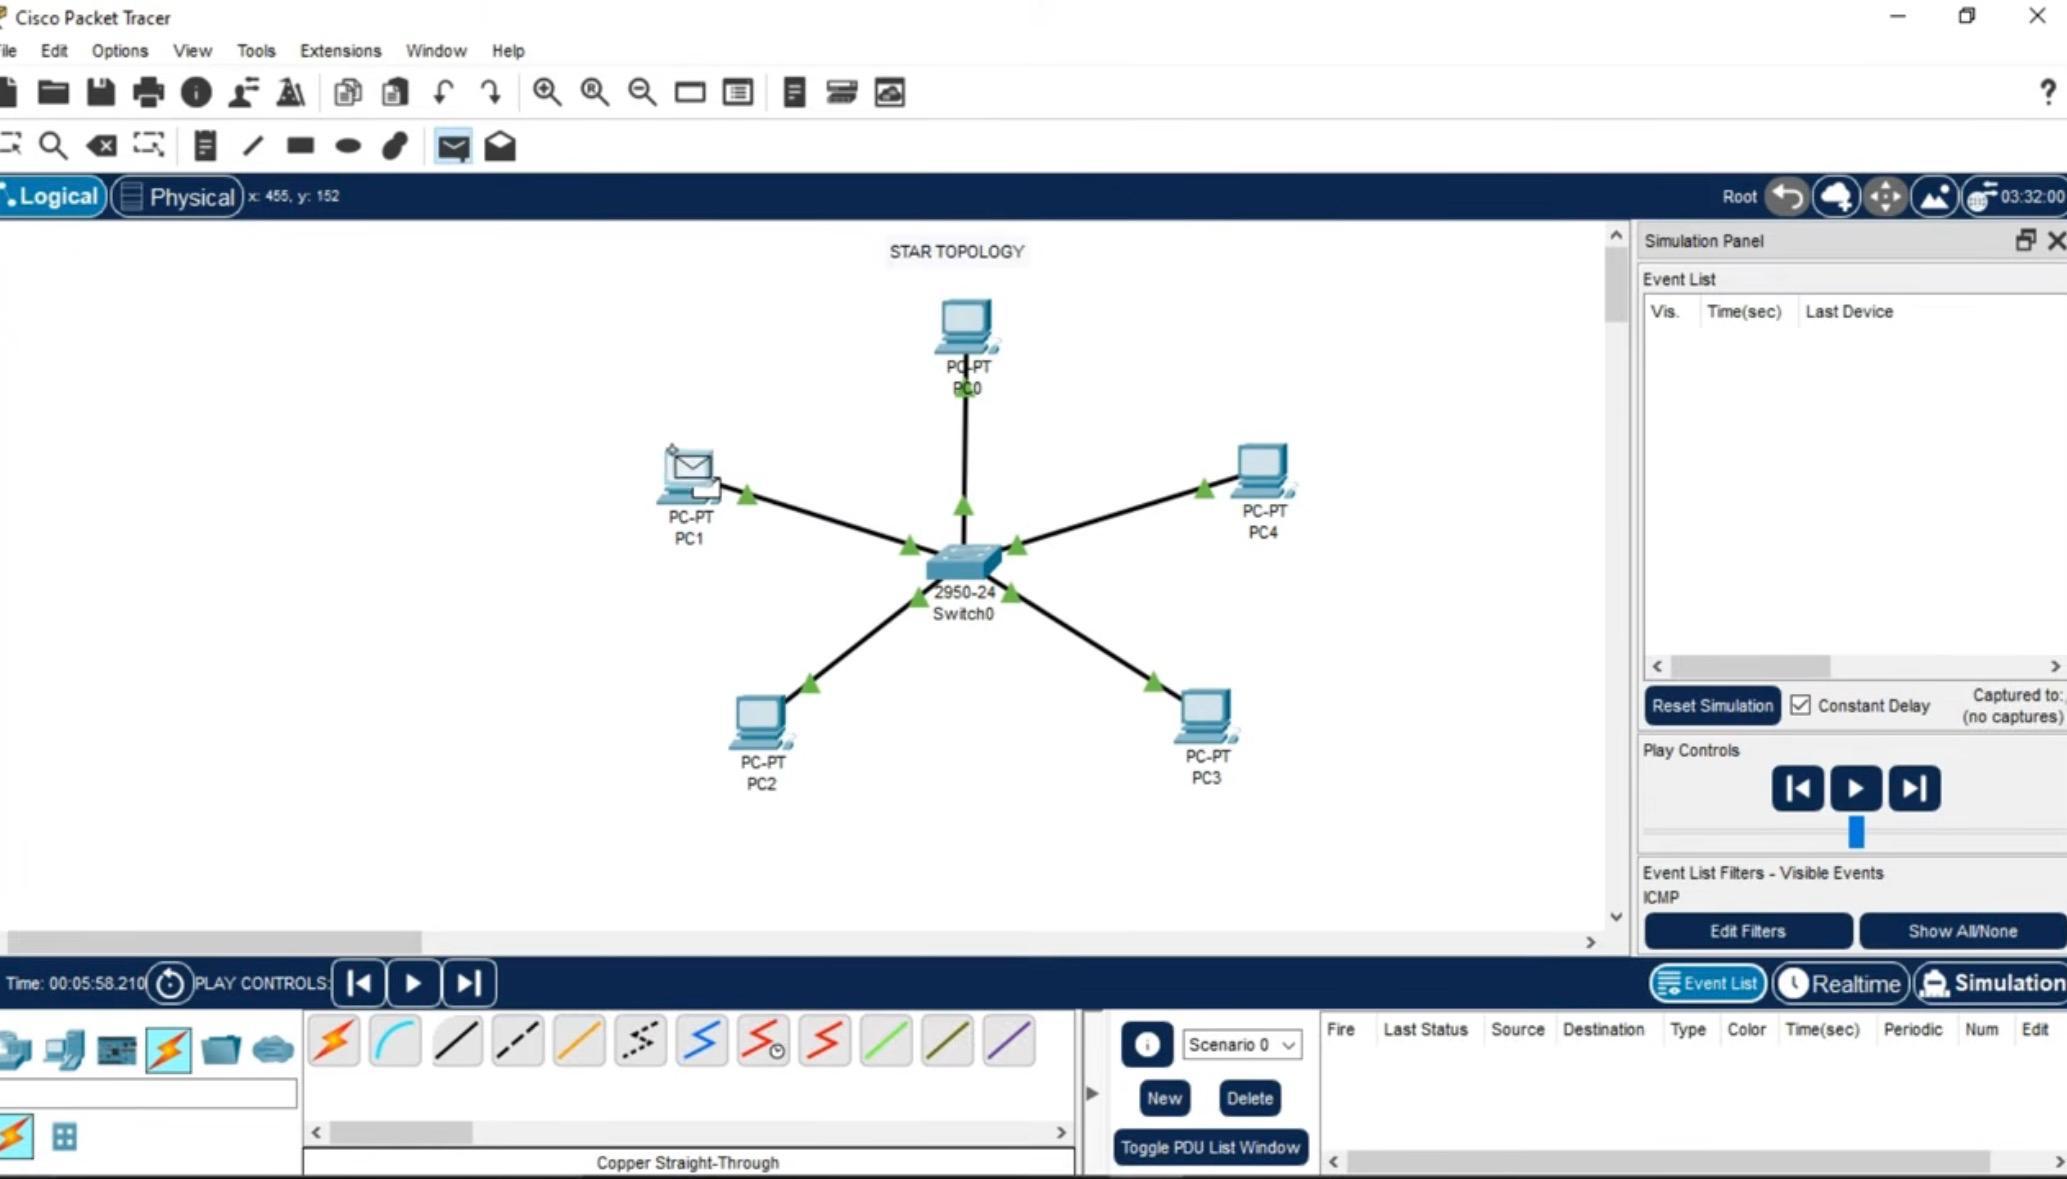 Cisco Packet Tracer
ile Edit Options View Tools Extensions Window Help
?
Logical Physical x: 455, y: 152 Root 03:32:00
STAR TOPOLOGY
Simulation Panel
Event List
Vis. Time(sec) Last Device
PC-PT
PC0
PC-PT
PC1
PC-PT
PC4
2950-24
Switch0
PC-PT
PC2
PC-PT
PC3
Reset Simulation Constant Delay Captured to:
(no captures)
Play Controls
Event List Filters - Visible Events
ICMP
Edit Filters Show All/None
Time: 00:05:58.210 PLAY CONTROLS: Event List Realtime Simulation
Scenario 0
New Delete
Toggle PDU List Window
Fire Last Status Source Destination Type Color Time(sec) Periodic Num Edit
Copper Straight-Through